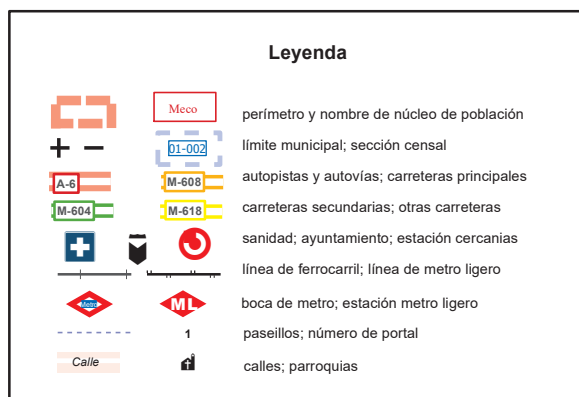 Leyenda
Meco perímetro y nombre de núcleo de población
01-002 límite municipal; sección censal
A-6 M-608 autopistas y autovías; carreteras principales
M-604 M-618 carreteras secundarias; otras carreteras
sanidad; ayuntamiento; estación cercanias
línea de ferrocarril; línea de metro ligero
Metro ML boca de metro; estación metro ligero
1 paseillos; número de portal
Calle calles; parroquias